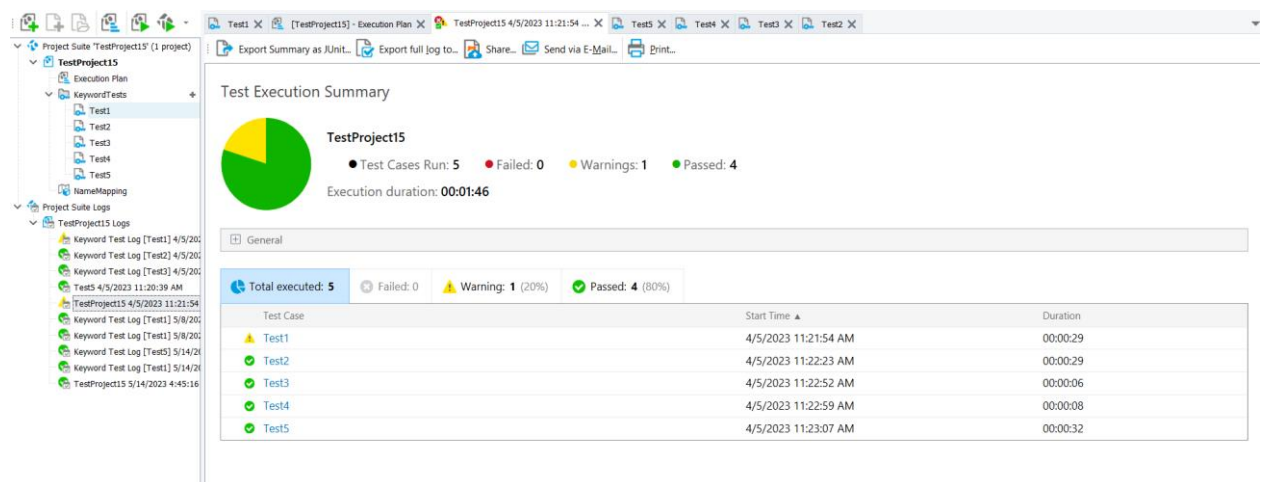 Test1 [TestProject15] - Execution Plan TestProject15 4/5/2023 11:21:54 ... Test5 Test4 Test3 Test2
Project Suite 'TestProject15' (1 project)
TestProject15
Execution Plan
KeywordTests
Test1
Test2
Test3
Test4
Test5
NameMapping
Project Suite Logs
TestProject15 Logs
Keyword Test Log [Test1] 4/5/202
Keyword Test Log [Test2] 4/5/202
Keyword Test Log [Test3] 4/5/202
Test5 4/5/2023 11:20:39 AM
TestProject15 4/5/2023 11:21:54
Keyword Test Log [Test1] 5/8/202
Keyword Test Log [Test1] 5/8/202
Keyword Test Log [Test5] 5/14/20
Keyword Test Log [Test1] 5/14/20
TestProject15 5/14/2023 4:45:16
Export Summary as JUnit... Export full log to... Share... Send via E-Mail... Print...
Test Execution Summary
TestProject15
Test Cases Run: 5 Failed: 0 Warnings: 1 Passed: 4
Execution duration: 00:01:46
General
Total executed: 5 Failed: 0 Warning: 1 (20%) Passed: 4 (80%)
Test Case Start Time ▲ Duration
Test1 4/5/2023 11:21:54 AM 00:00:29
Test2 4/5/2023 11:22:23 AM 00:00:29
Test3 4/5/2023 11:22:52 AM 00:00:06
Test4 4/5/2023 11:22:59 AM 00:00:08
Test5 4/5/2023 11:23:07 AM 00:00:32